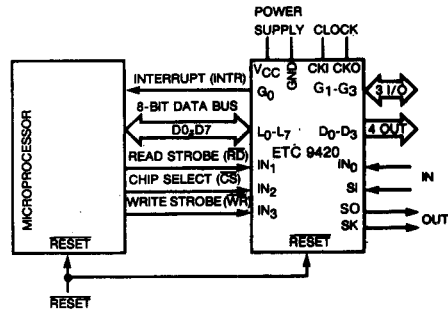 POWER
SUPPLY CLOCK
VCC GND CKI CKO
INTERRUPT (INTR) G0 G1-G3 3 I/O
8-BIT DATA BUS
D0-D7 L0-L7 D0-D3 4 OUT
ETC 9420
READ STROBE (RD) IN1 IN0
CHIP SELECT (CS) IN2 SI IN
WRITE STROBE (WR) IN3 SO
SK OUT
MICROPROCESSOR
RESET RESET
RESET